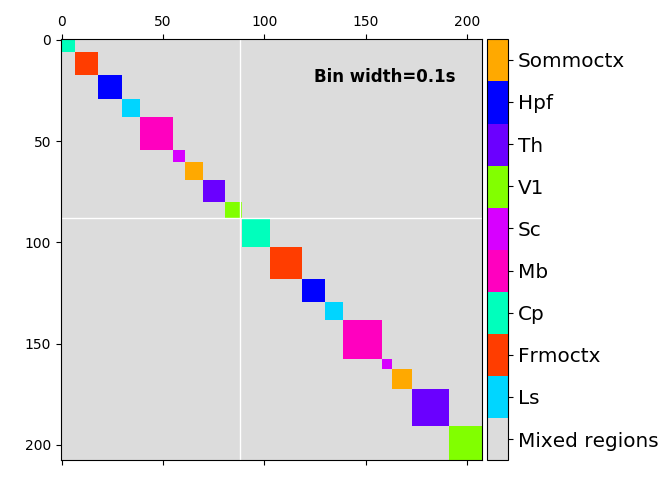 0 50 100 150 200
0
50
100
150
200
Bin width=0.1s
Sommoctx
Hpf
Th
V1
Sc
Mb
Cp
Frmoctx
Ls
Mixed regions